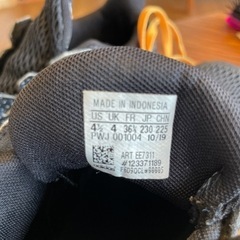 MADE IN INDONESIA
US UK FR JP CHN
4½ 4 36⅔ 230 225
PWJ 001004 10/19
ART EE7311
#123371189